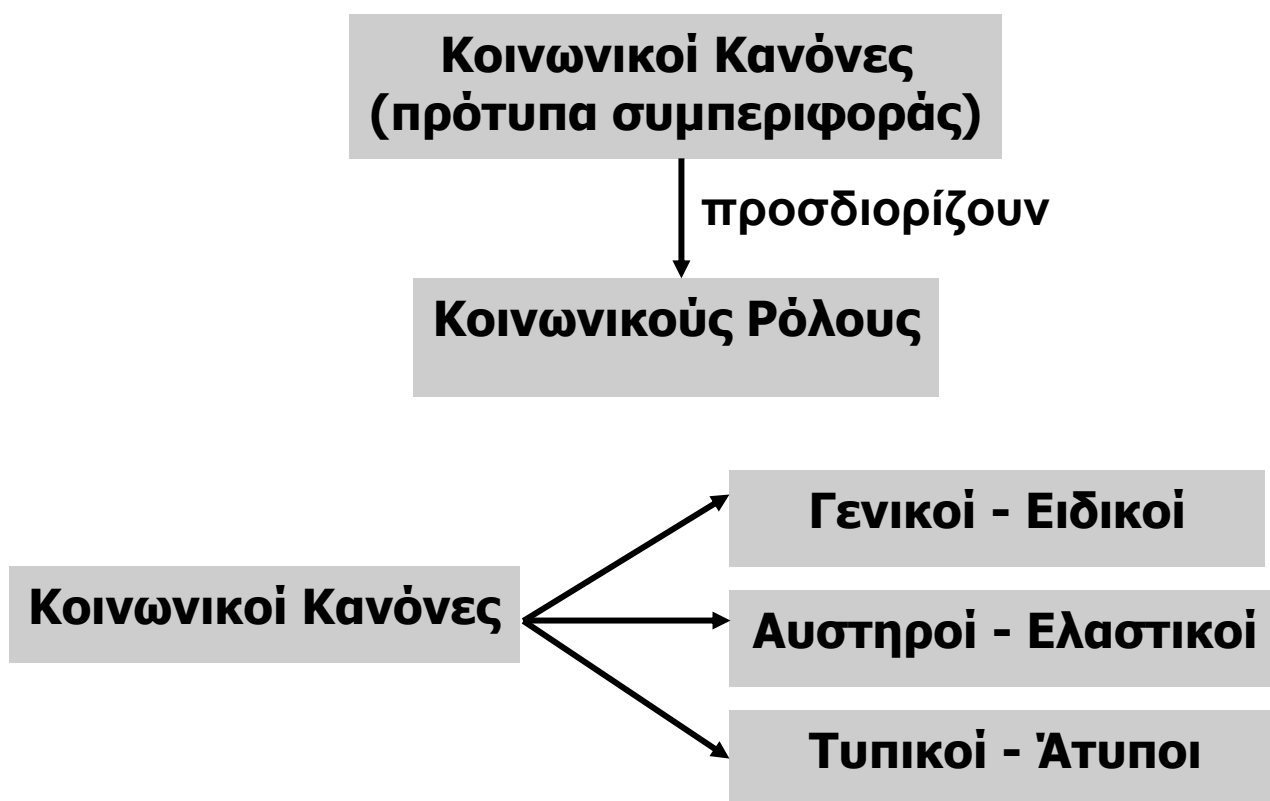 Κοινωνικοί Κανόνες
(πρότυπα συμπεριφοράς)
προσδιορίζουν
Κοινωνικούς Ρόλους
Γενικοί - Ειδικοί
Κοινωνικοί Κανόνες
Αυστηροί - Ελαστικοί
Τυπικοί - Άτυποι